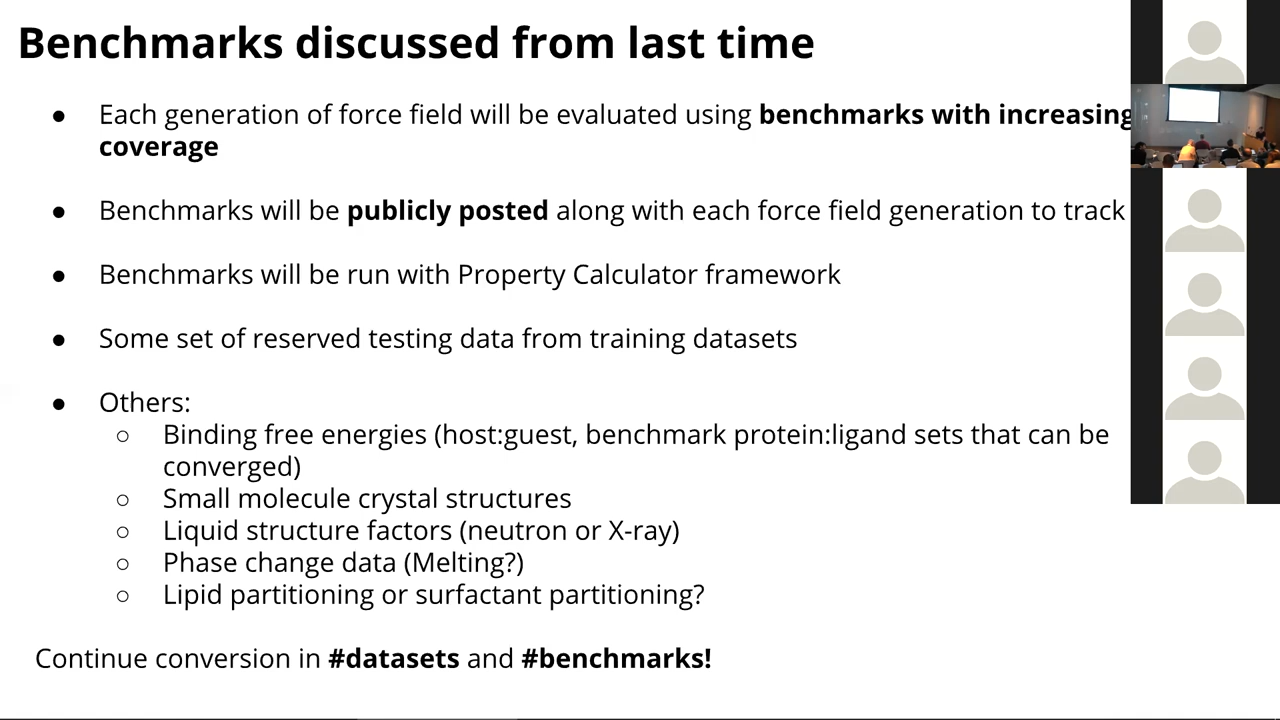 Benchmarks discussed from last time
● Each generation of force field will be evaluated using benchmarks with increasing
coverage
● Benchmarks will be publicly posted along with each force field generation to track
● Benchmarks will be run with Property Calculator framework
● Some set of reserved testing data from training datasets
● Others:
○ Binding free energies (host:guest, benchmark protein:ligand sets that can be
converged)
○ Small molecule crystal structures
○ Liquid structure factors (neutron or X-ray)
○ Phase change data (Melting?)
○ Lipid partitioning or surfactant partitioning?
Continue conversion in #datasets and #benchmarks!